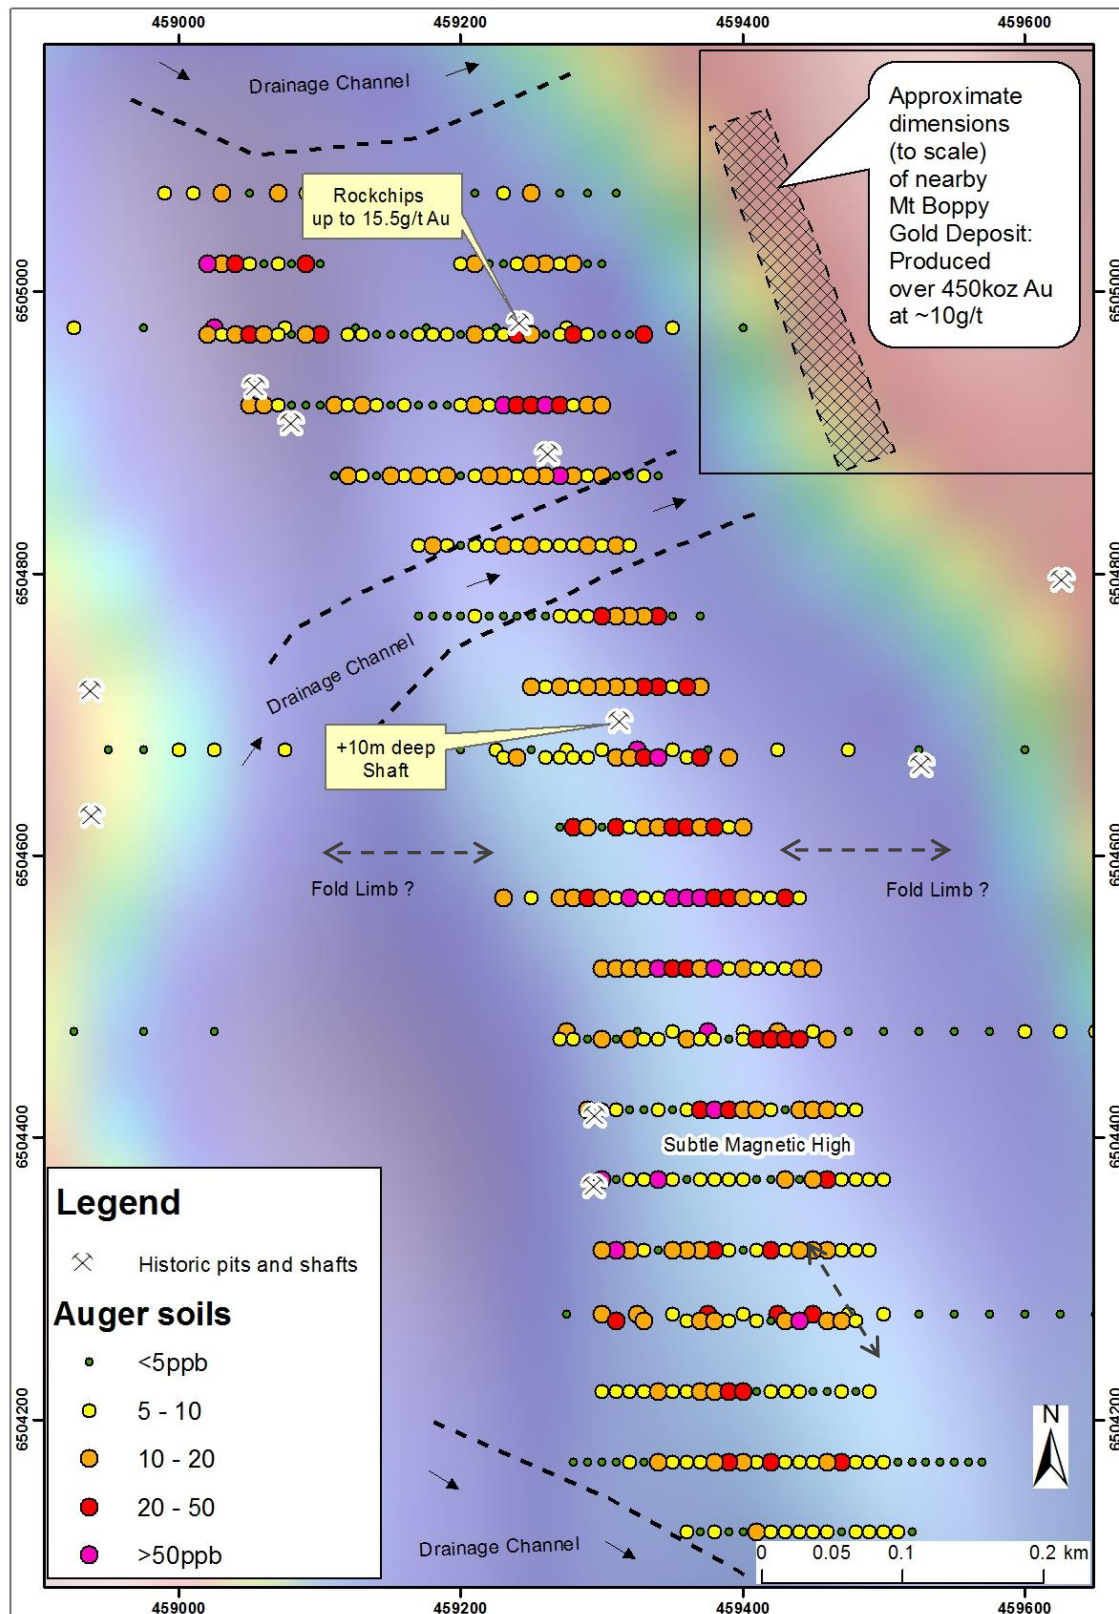 459000
459200
459400
459600
Drainage Channel
Approximate
dimensions
(to scale)
of nearby
Mt Boppy
Gold Deposit:
Produced
over 450koz Au
at ~10g/t
Rockchips
up to 15.5g/t Au
6505000
6505000
6504800
6504800
Drainage Channel
+10m deep
Shaft
6504600
6504600
Fold Limb ?
Fold Limb ?
6504400
6504400
Subtle Magnetic High
Legend
Historic pits and shafts
Auger soils
<5ppb
5 - 10
10 - 20
20 - 50
>50ppb
6504200
6504200
N
Drainage Channel
0 0.05 0.1 0.2 km
459000
459200
459400
459600